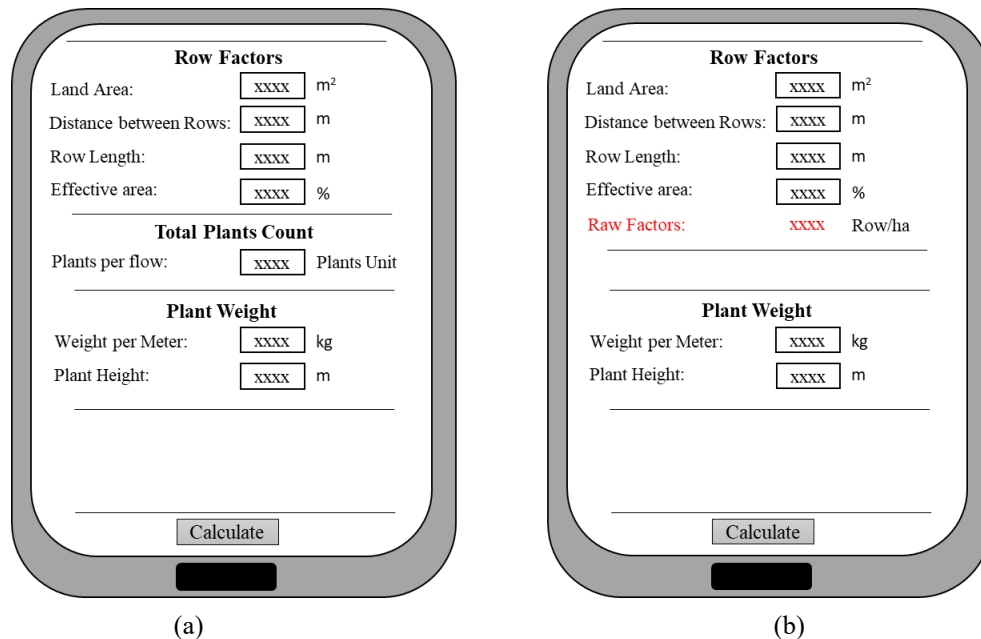 Row Factors
Land Area: xxxx m²
Distance between Rows: xxxx m
Row Length: xxxx m
Effective area: xxxx %
Total Plants Count
Plants per flow: xxxx Plants Unit
Plant Weight
Weight per Meter: xxxx kg
Plant Height: xxxx m
Calculate
(a)
Row Factors
Land Area: xxxx m²
Distance between Rows: xxxx m
Row Length: xxxx m
Effective area: xxxx %
Raw Factors: xxxx Row/ha
Plant Weight
Weight per Meter: xxxx kg
Plant Height: xxxx m
Calculate
(b)